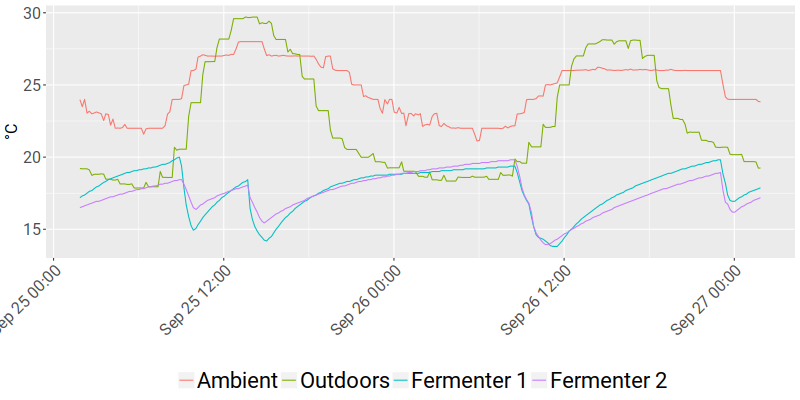 30
25
20
15
°C
Sep 25 12:00
Sep 26 00:00
Sep 26 12:00
Sep 27 00:00
ep 25 00:00
Ambient Outdoors Fermenter 1 Fermenter 2